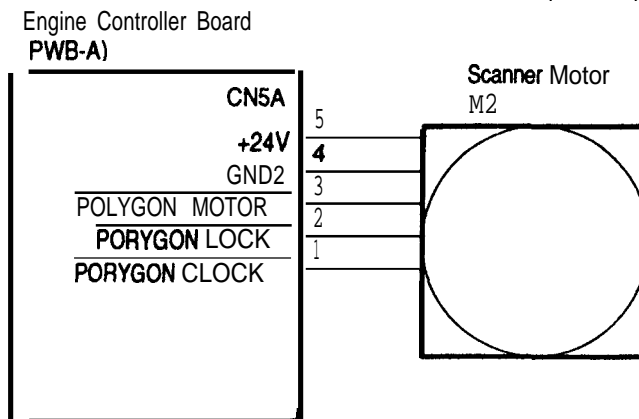 Engine Controller Board
PWB-A)
Scanner Motor
M2
CN5A
5
+24V
4
GND2
3
POLYGON MOTOR
2
PORYGON LOCK
1
PORYGON CLOCK